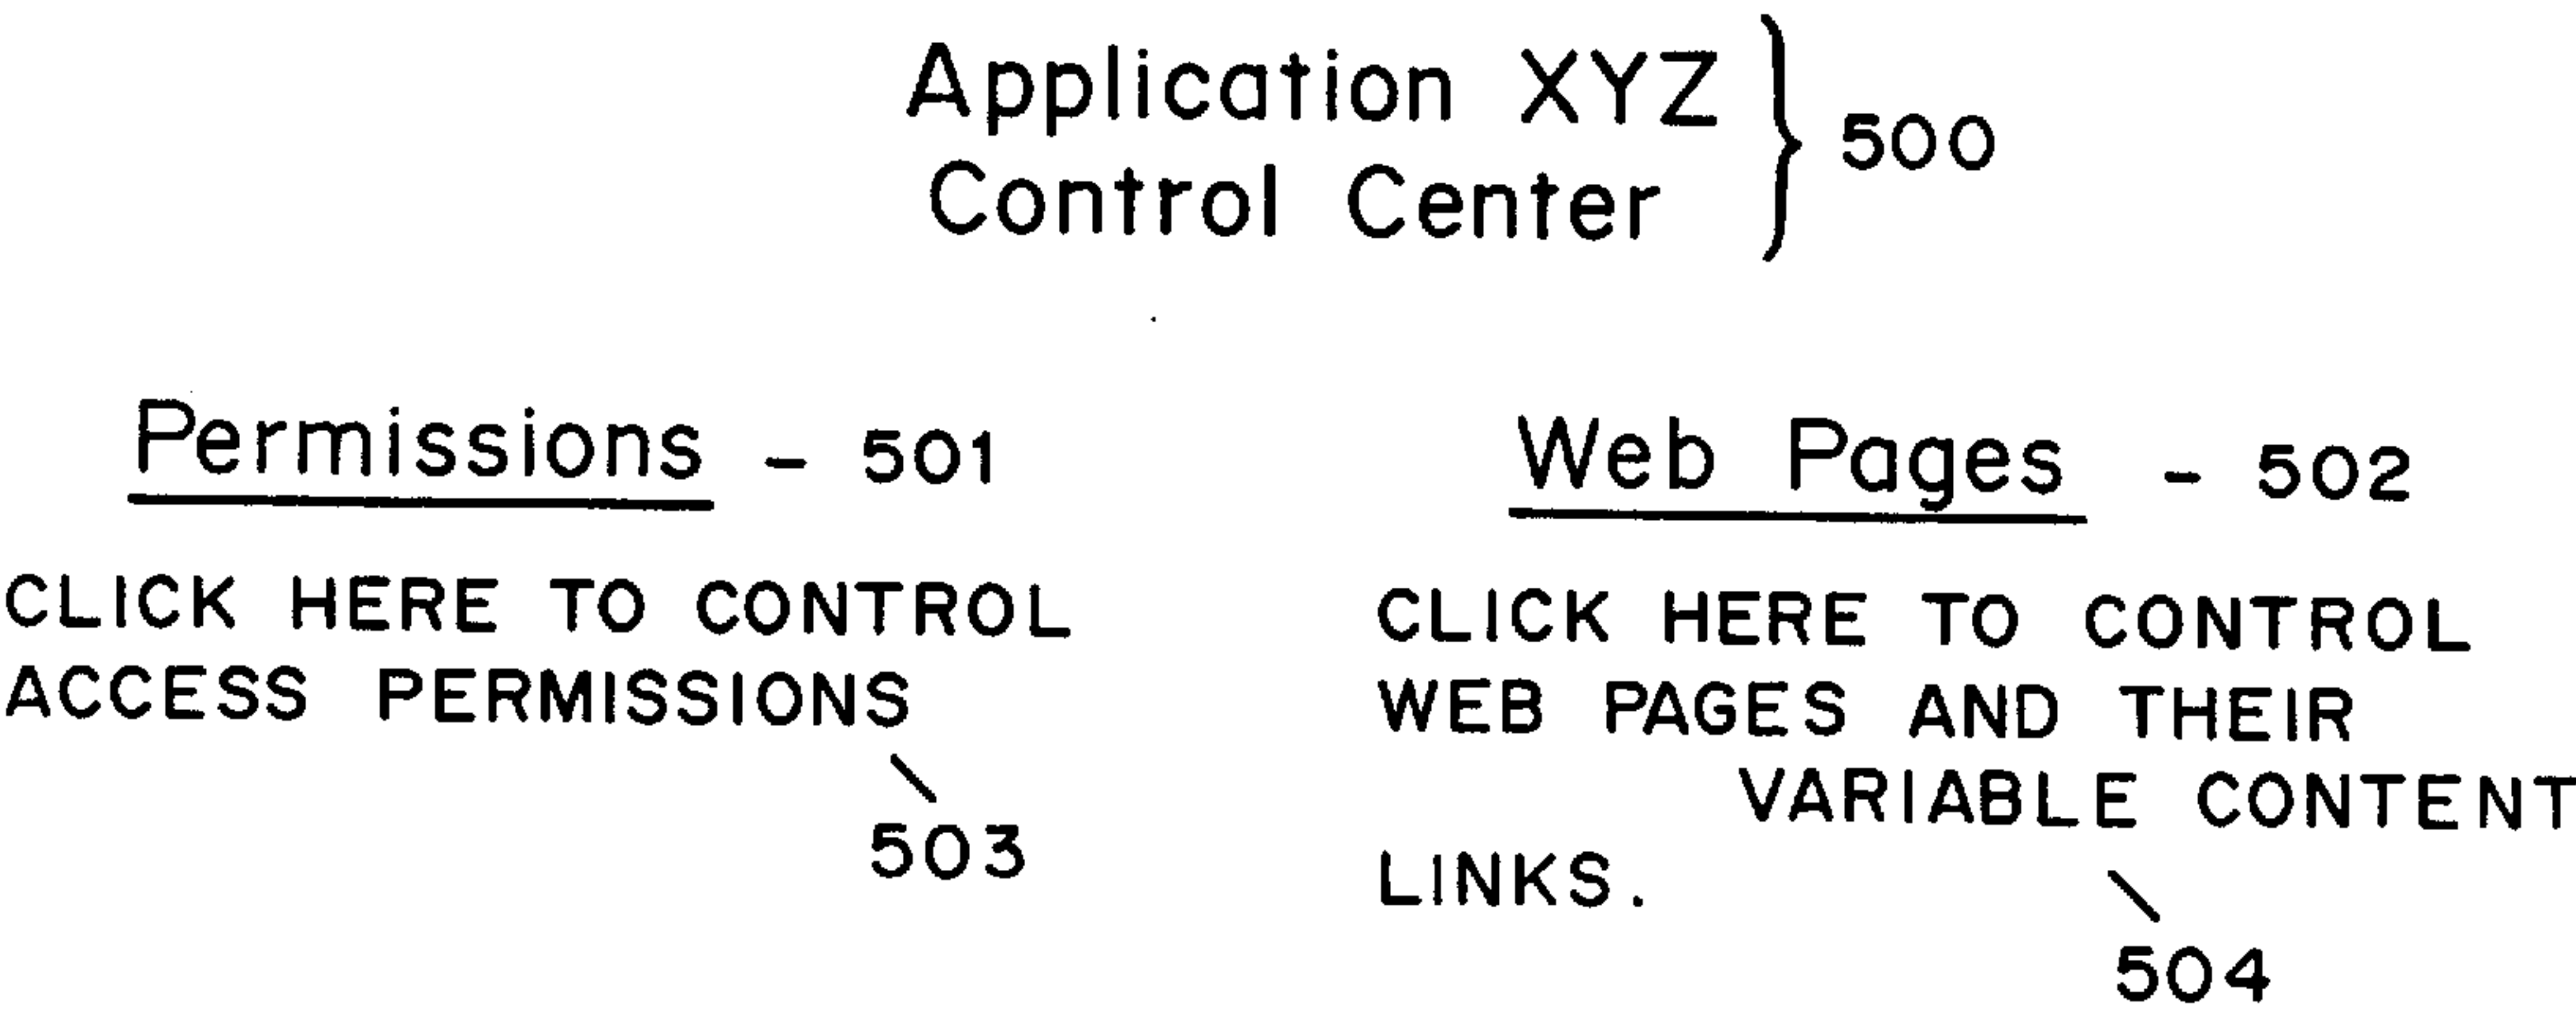 Application XYZ
Control Center
500
Permissions - 501
CLICK HERE TO CONTROL
ACCESS PERMISSIONS
503
Web Pages - 502
CLICK HERE TO CONTROL
WEB PAGES AND THEIR
VARIABLE CONTENT
LINKS.
504